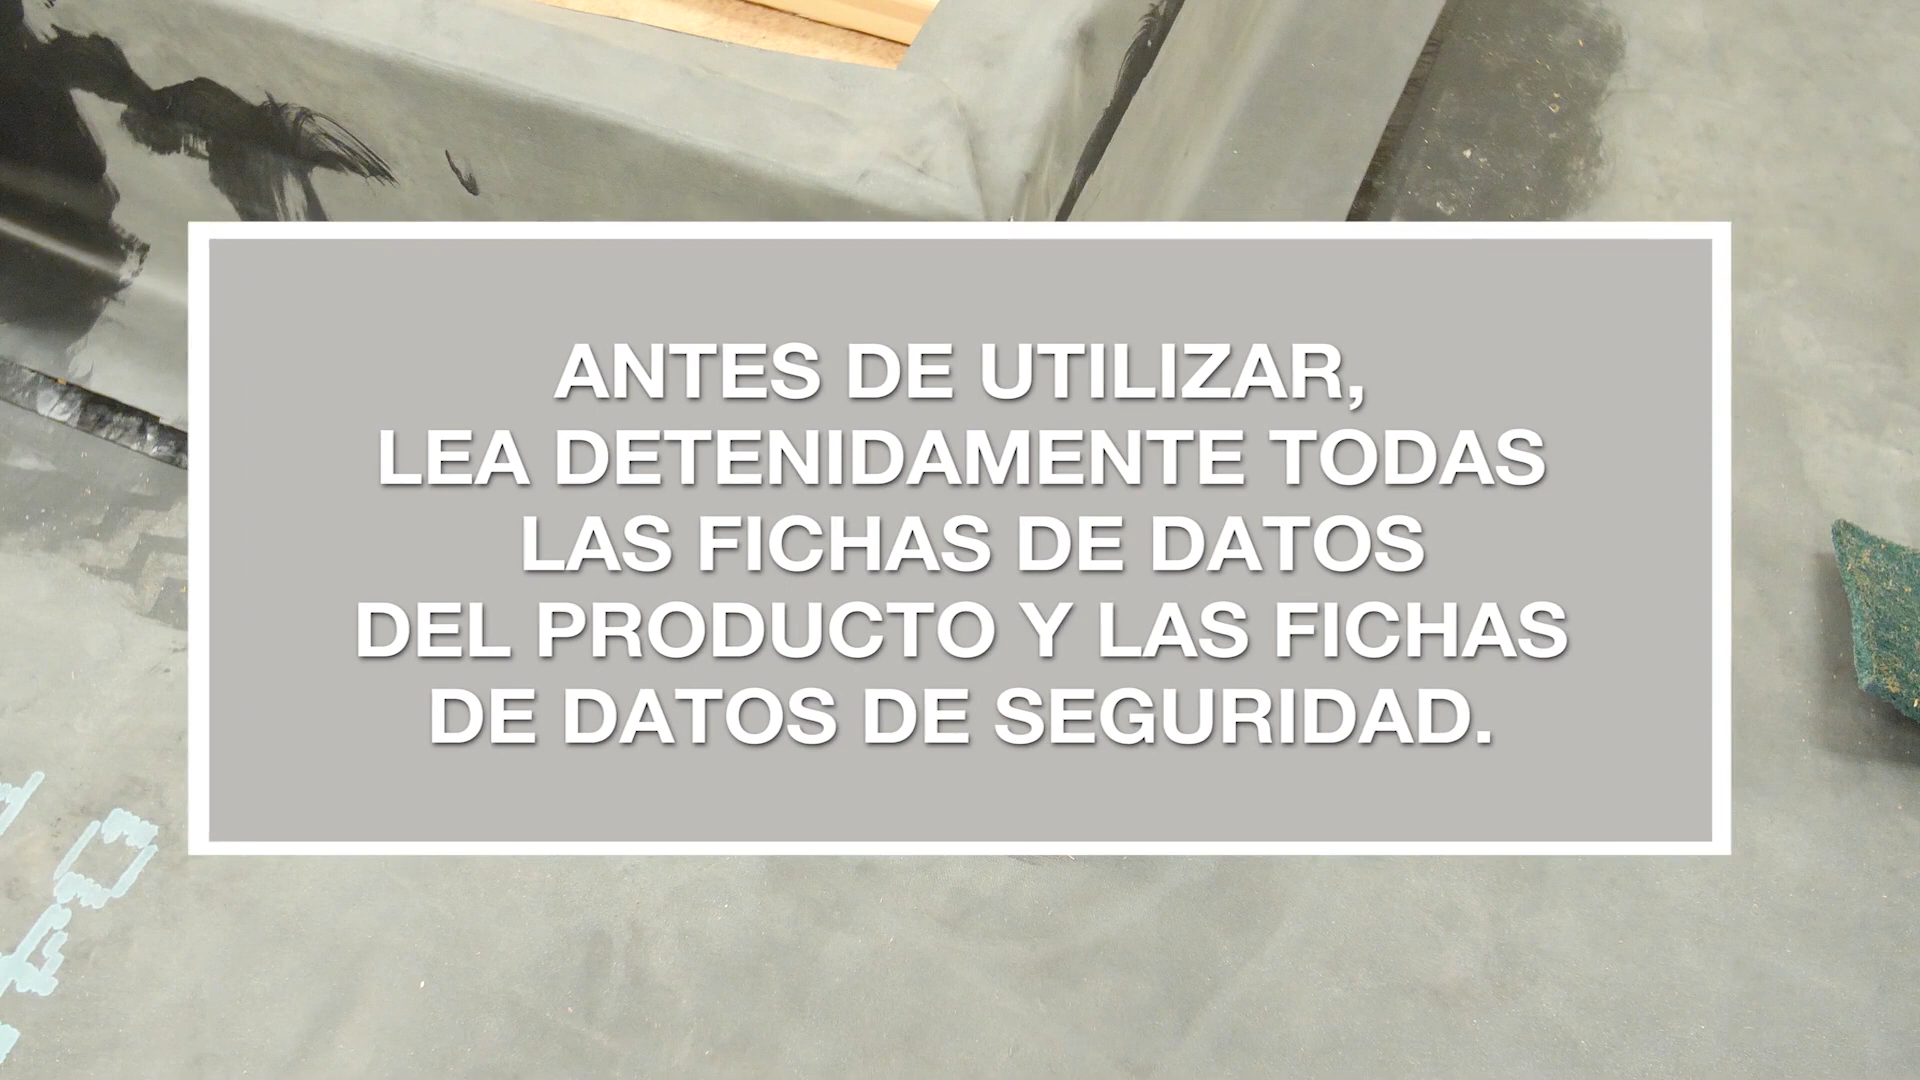 ANTES DE UTILIZAR,
LEA DETENIDAMENTE TODAS
LAS FICHAS DE DATOS
DEL PRODUCTO Y LAS FICHAS
DE DATOS DE SEGURIDAD.